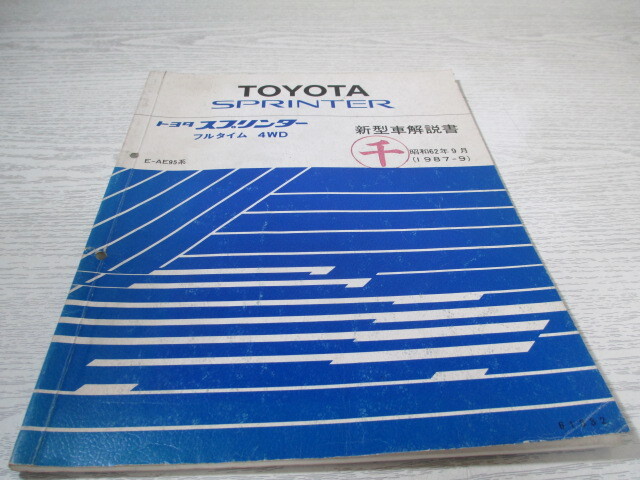 TOYOTA
SPRINTER
トヨタ スプリンター
フルタイム 4WD
新型車解説書
千
昭和62年9月
(1987-9)
E-AE95系